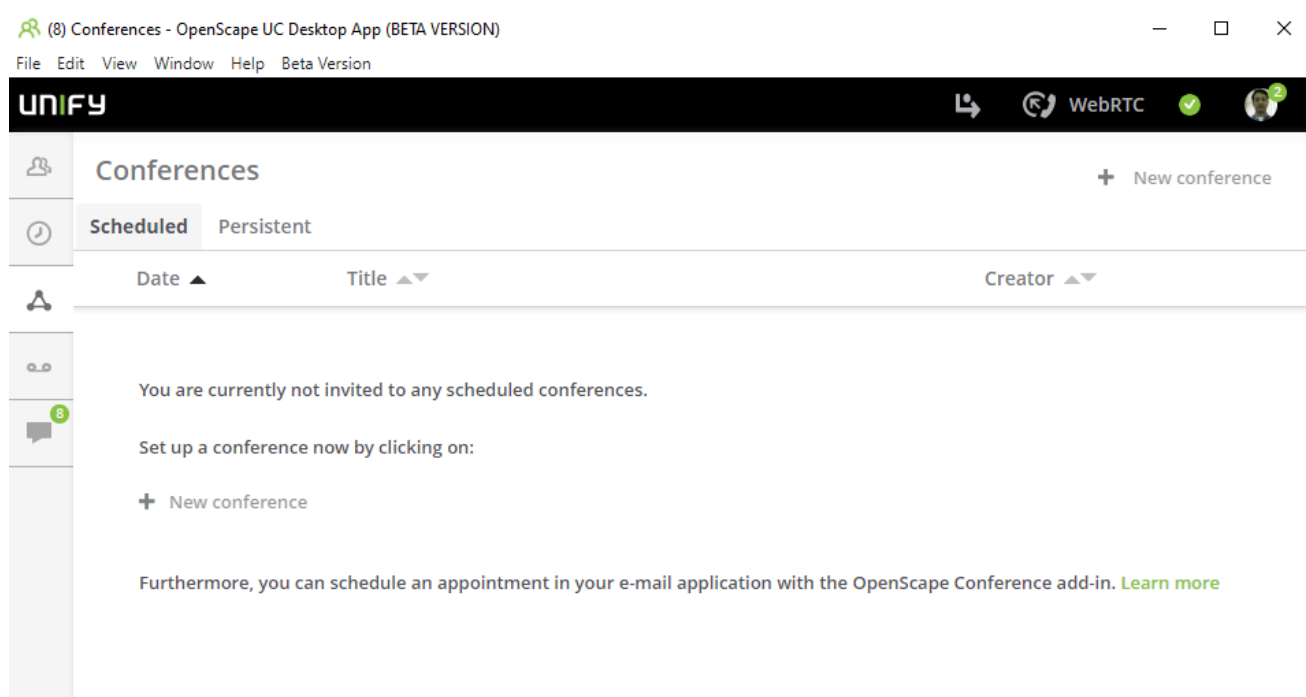 (8) Conferences - OpenScape UC Desktop App (BETA VERSION)
File Edit View Window Help Beta Version
UNIFY WebRTC 2
Conferences
+ New conference
Scheduled Persistent
Date Title Creator
8
You are currently not invited to any scheduled conferences.
Set up a conference now by clicking on:
+ New conference
Furthermore, you can schedule an appointment in your e-mail application with the OpenScape Conference add-in. Learn more